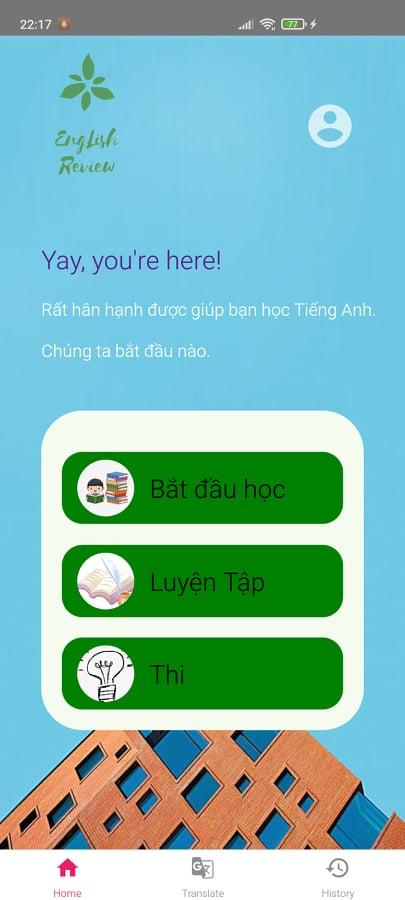 22:17
77
EngLish
Review
Yay, you're here!
Rất hân hạnh được giúp bạn học Tiếng Anh.
Chúng ta bắt đầu nào.
Bắt đầu học
Luyện Tập
Thi
Home
Translate
History